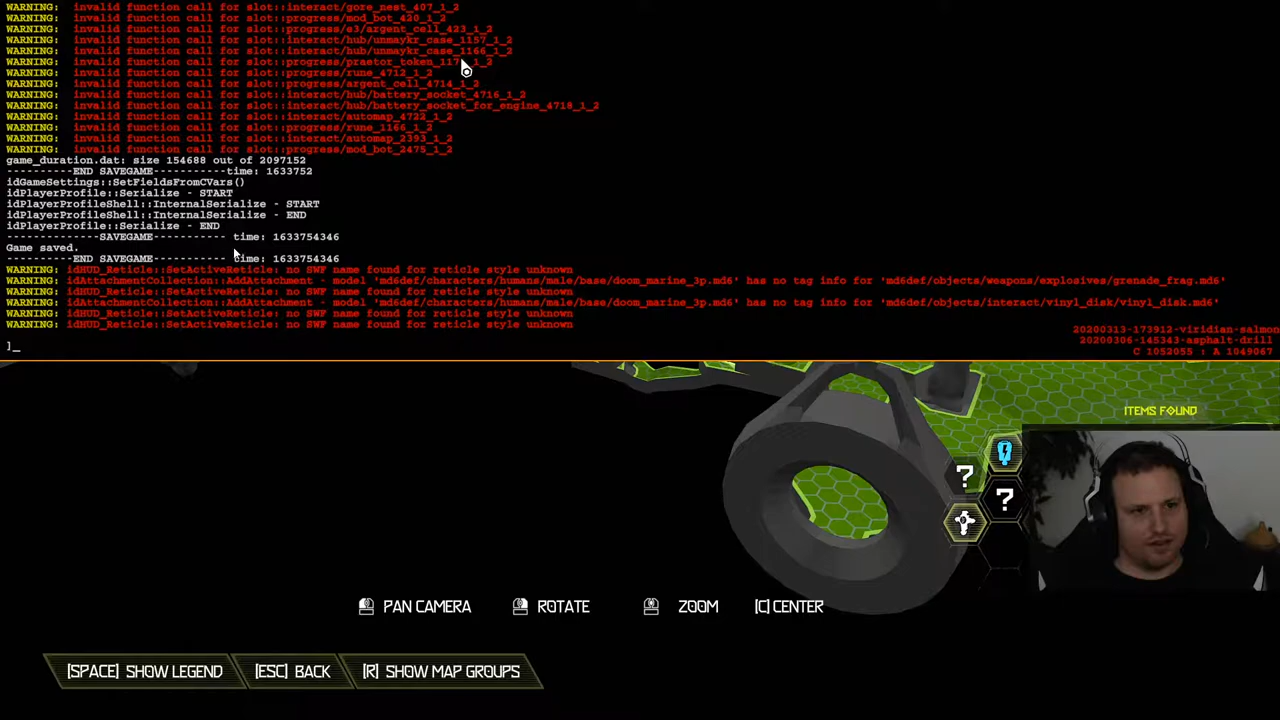 WARNING: invalid function call for slot::interact/gore_nest_407_1_2
WARNING: invalid function call for slot::progress/mod_bot_420_1_2
WARNING: invalid function call for slot::progress/e3/argent_cell_423_1_2
WARNING: invalid function call for slot::interact/hub/unmaykr_case_1157_1_2
WARNING: invalid function call for slot::interact/hub/unmaykr_case_1166_1_2
WARNING: invalid function call for
WARNING: invalid function call for slot::progress/rune_4712_1_2
WARNING: invalid function call for slot::progress/argent_cell_4714_1_2
WARNING: invalid function call for slot::interact/hub/battery_socket_4716_1_2
WARNING: invalid function call for slot::interact/hub/battery_socket_for_engine_4718_1_2
WARNING: invalid function call for slot::interact/automap_4722_1_2
WARNING: invalid function call for slot::progress/rune_1166_1_2
WARNING: invalid function call for slot::interact/automap_2393_1_2
WARNING: invalid function call for slot::progress/mod_bot_2475_1_2
game_duration.dat: size 154688 out of 2097152
----------END SAVEGAME----------time: 1633752
idGameSettings::SetFieldsFromCVars()
idPlayerProfile::Serialize - START
idPlayerProfileShell::InternalSerialize - START
idPlayerProfileShell::InternalSerialize - END
idPlayerProfile::Serialize - END
----------------SAVEGAME----------- time: 1633754346
Game saved.
----------END SAVEGAME----------- time: 1633754346
WARNING: idHUD_Reticle::SetActiveReticle: no SWF name found for reticle style unknown
WARNING: idAttachmentCollection::AddAttachment - model 'md6def/characters/humans/male/base/doom_marine_3p.md6' has no tag info for 'md6def/objects/weapons/explosives/grenade_frag.md6'
WARNING: idHUD_Reticle::SetActiveReticle: no SWF name found for reticle style unknown
WARNING: idAttachmentCollection::AddAttachment - model 'md6def/characters/humans/male/base/doom_marine_3p.md6' has no tag info for 'md6def/objects/interact/vinyl_disk/vinyl_disk.md6'
WARNING: idHUD_Reticle::SetActiveReticle: no SWF name found for reticle style unknown
WARNING: idHUD_Reticle::SetActiveReticle: no SWF name found for reticle style unknown
20200313-173912-viridian-salmon
20200306-145343-asphalt-drill
]_
C 1052055 : A 1049067
ITEMS FOUND
?
?
PAN CAMERA ROTATE ZOOM [C] CENTER
[SPACE] SHOW LEGEND [ESC] BACK [R] SHOW MAP GROUPS